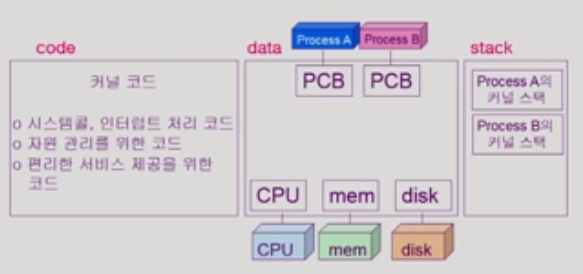 code
커널 코드
o 시스템콜, 인터럽트 처리 코드
o 자원 관리를 위한 코드
o 편리한 서비스 제공을 위한
코드
data
Process A
Process B
PCB
PCB
CPU
mem
disk
CPU
mem
disk
stack
Process A의
커널 스택
Process B의
커널 스택